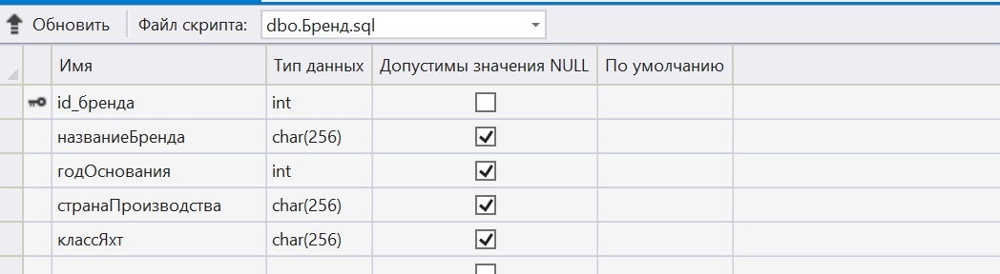 Обновить Файл скрипта: dbo.Бренд.sql
Имя Тип данных Допустимы значения NULL По умолчанию
id_бренда int
названиеБренда char(256)
годОснования int
странаПроизводства char(256)
классЯхт char(256)